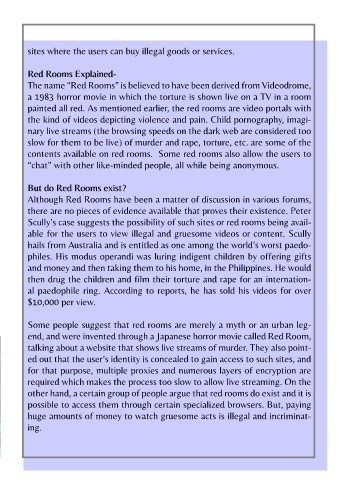 sites where the users can buy illegal goods or services.

Red Rooms Explained-
The name “Red Rooms” is believed to have been derived from Videodrome,
a 1983 horror movie in which the torture is shown live on a TV in a room
painted all red. As mentioned earlier, the red rooms are video portals with
the kind of videos depicting violence and pain. Child pornography, imagi-
nary live streams (the browsing speeds on the dark web are considered too
slow for them to be live) of murder and rape, torture, etc. are some of the
contents available on red rooms. Some red rooms also allow the users to
“chat” with other like-minded people, all while being anonymous.

But do Red Rooms exist?
Although Red Rooms have been a matter of discussion in various forums,
there are no pieces of evidence available that proves their existence. Peter
Scully’s case suggests the possibility of such sites or red rooms being avail-
able for the users to view illegal and gruesome videos or content. Scully
hails from Australia and is entitled as one among the world’s worst paedo-
philes. His modus operandi was luring indigent children by offering gifts
and money and then taking them to his home, in the Philippines. He would
then drug the children and film their torture and rape for an internation-
al paedophile ring. According to reports, he has sold his videos for over
$10,000 per view.

Some people suggest that red rooms are merely a myth or an urban leg-
end, and were invented through a Japanese horror movie called Red Room,
talking about a website that shows live streams of murder. They also point-
ed out that the user’s identity is concealed to gain access to such sites, and
for that purpose, multiple proxies and numerous layers of encryption are
required which makes the process too slow to allow live streaming. On the
other hand, a certain group of people argue that red rooms do exist and it is
possible to access them through certain specialized browsers. But, paying
huge amounts of money to watch gruesome acts is illegal and incriminat-
ing.